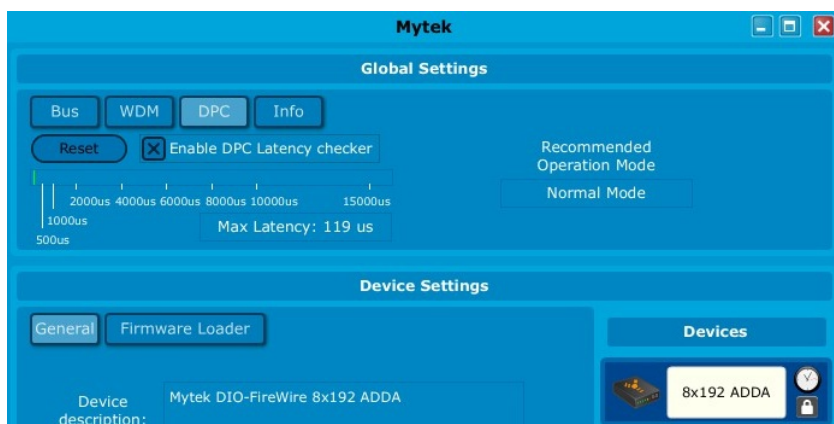 Mytek
Global Settings
Bus WDM DPC Info
Reset Enable DPC Latency checker
Recommended
Operation Mode
Normal Mode
2000us 4000us 6000us 8000us 10000us 15000us
1000us
500us
Max Latency: 119 us
Device Settings
General Firmware Loader
Devices
Device
description:
Mytek DIO-FireWire 8x192 ADDA
8x192 ADDA